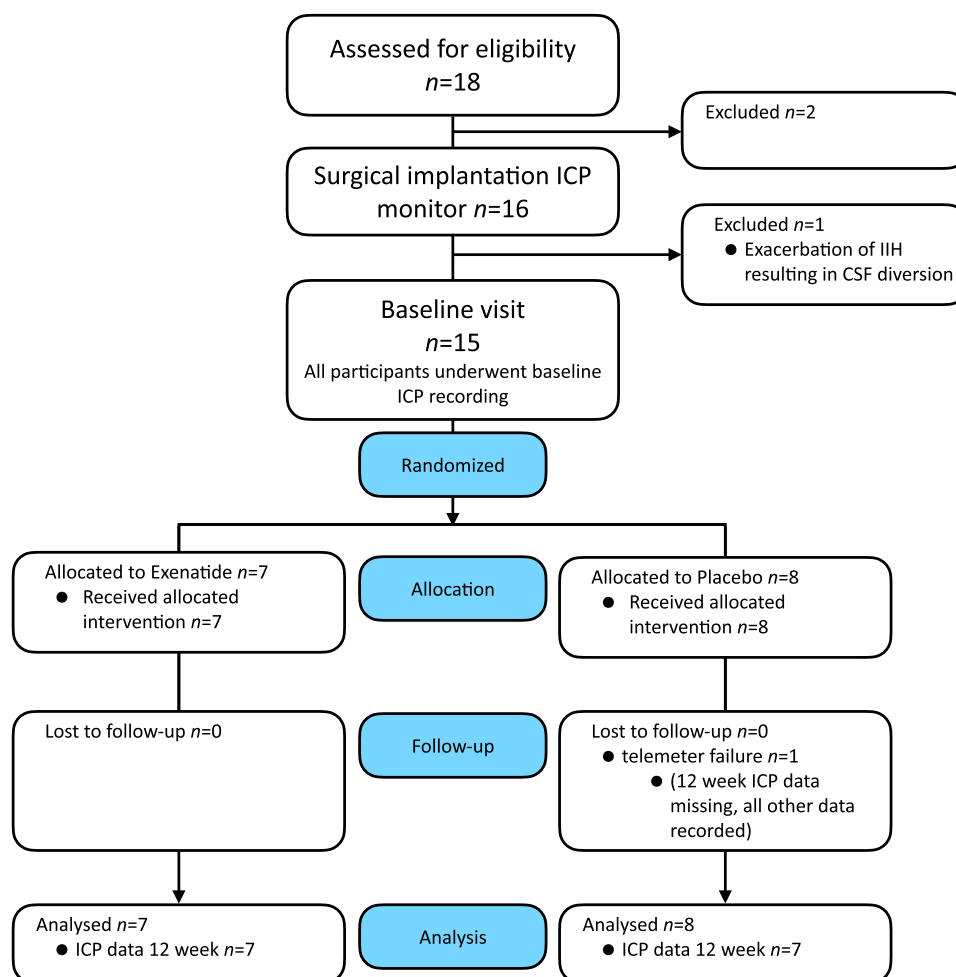 Assessed for eligibility
n=18
Excluded n=2
Surgical implantation ICP
monitor n=16
Excluded n=1
● Exacerbation of IIH
resulting in CSF diversion
Baseline visit
n=15
All participants underwent baseline
ICP recording
Randomized
Allocated to Exenatide n=7
● Received allocated
intervention n=7
Allocation
Allocated to Placebo n=8
● Received allocated
intervention n=8
Lost to follow-up n=0
Follow-up
Lost to follow-up n=0
● telemeter failure n=1
● (12 week ICP data
missing, all other data
recorded)
Analysed n=7
● ICP data 12 week n=7
Analysis
Analysed n=8
● ICP data 12 week n=7